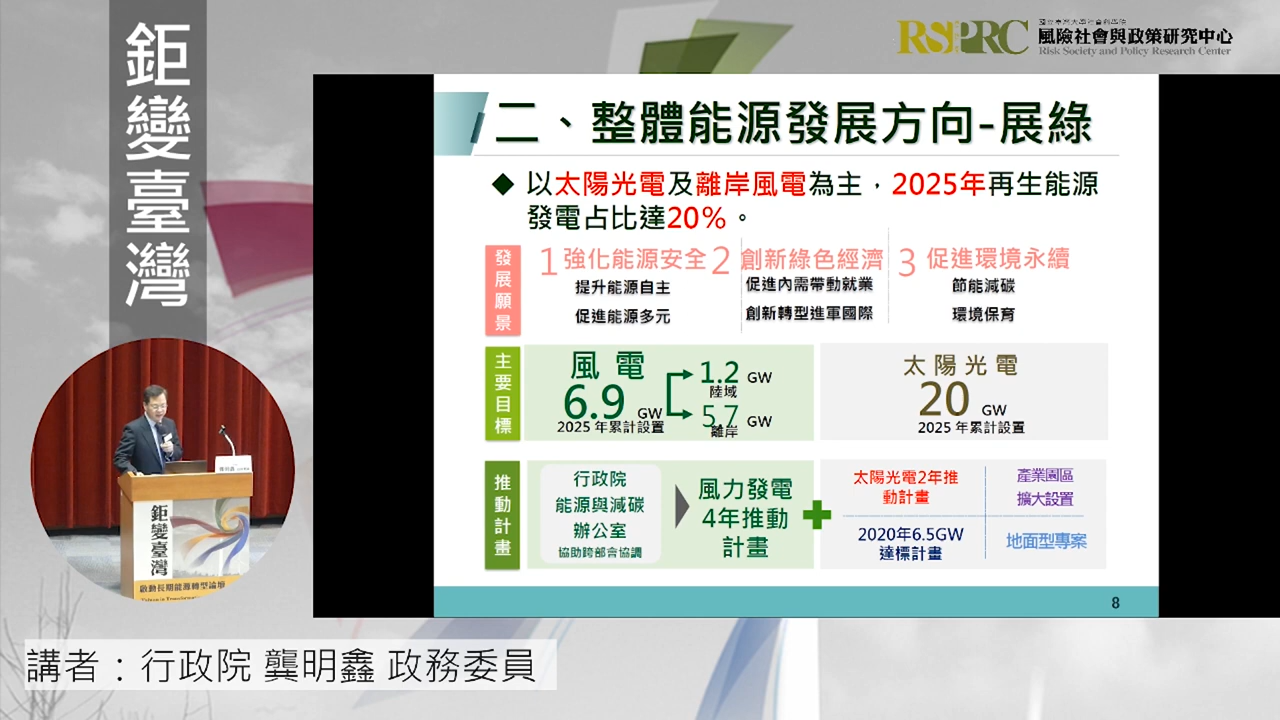 鉅變臺灣
RSPRC
國立臺灣大學社會科學院
風險社會與政策研究中心
Risk Society and Policy Research Center
二、整體能源發展方向-展綠
◆ 以太陽光電及離岸風電為主，2025年再生能源
發電占比達20%。
發展願景
1 強化能源安全
提升能源自主
促進能源多元
2 創新綠色經濟
促進內需帶動就業
創新轉型進軍國際
3 促進環境永續
節能減碳
環境保育
主要目標
風電
6.9 GW
2025 年累計設置
1.2 GW
陸域
5.7 GW
離岸
太陽光電
20 GW
2025 年累計設置
推動計畫
行政院
能源與減碳
辦公室
協助跨部會協調
風力發電
4年推動
計畫
太陽光電2年推
動計畫
產業園區
擴大設置
2020年6.5GW
達標計畫
地面型專案
8
鉅變臺灣
啟動長期能源轉型論壇
講者：行政院 龔明鑫 政務委員